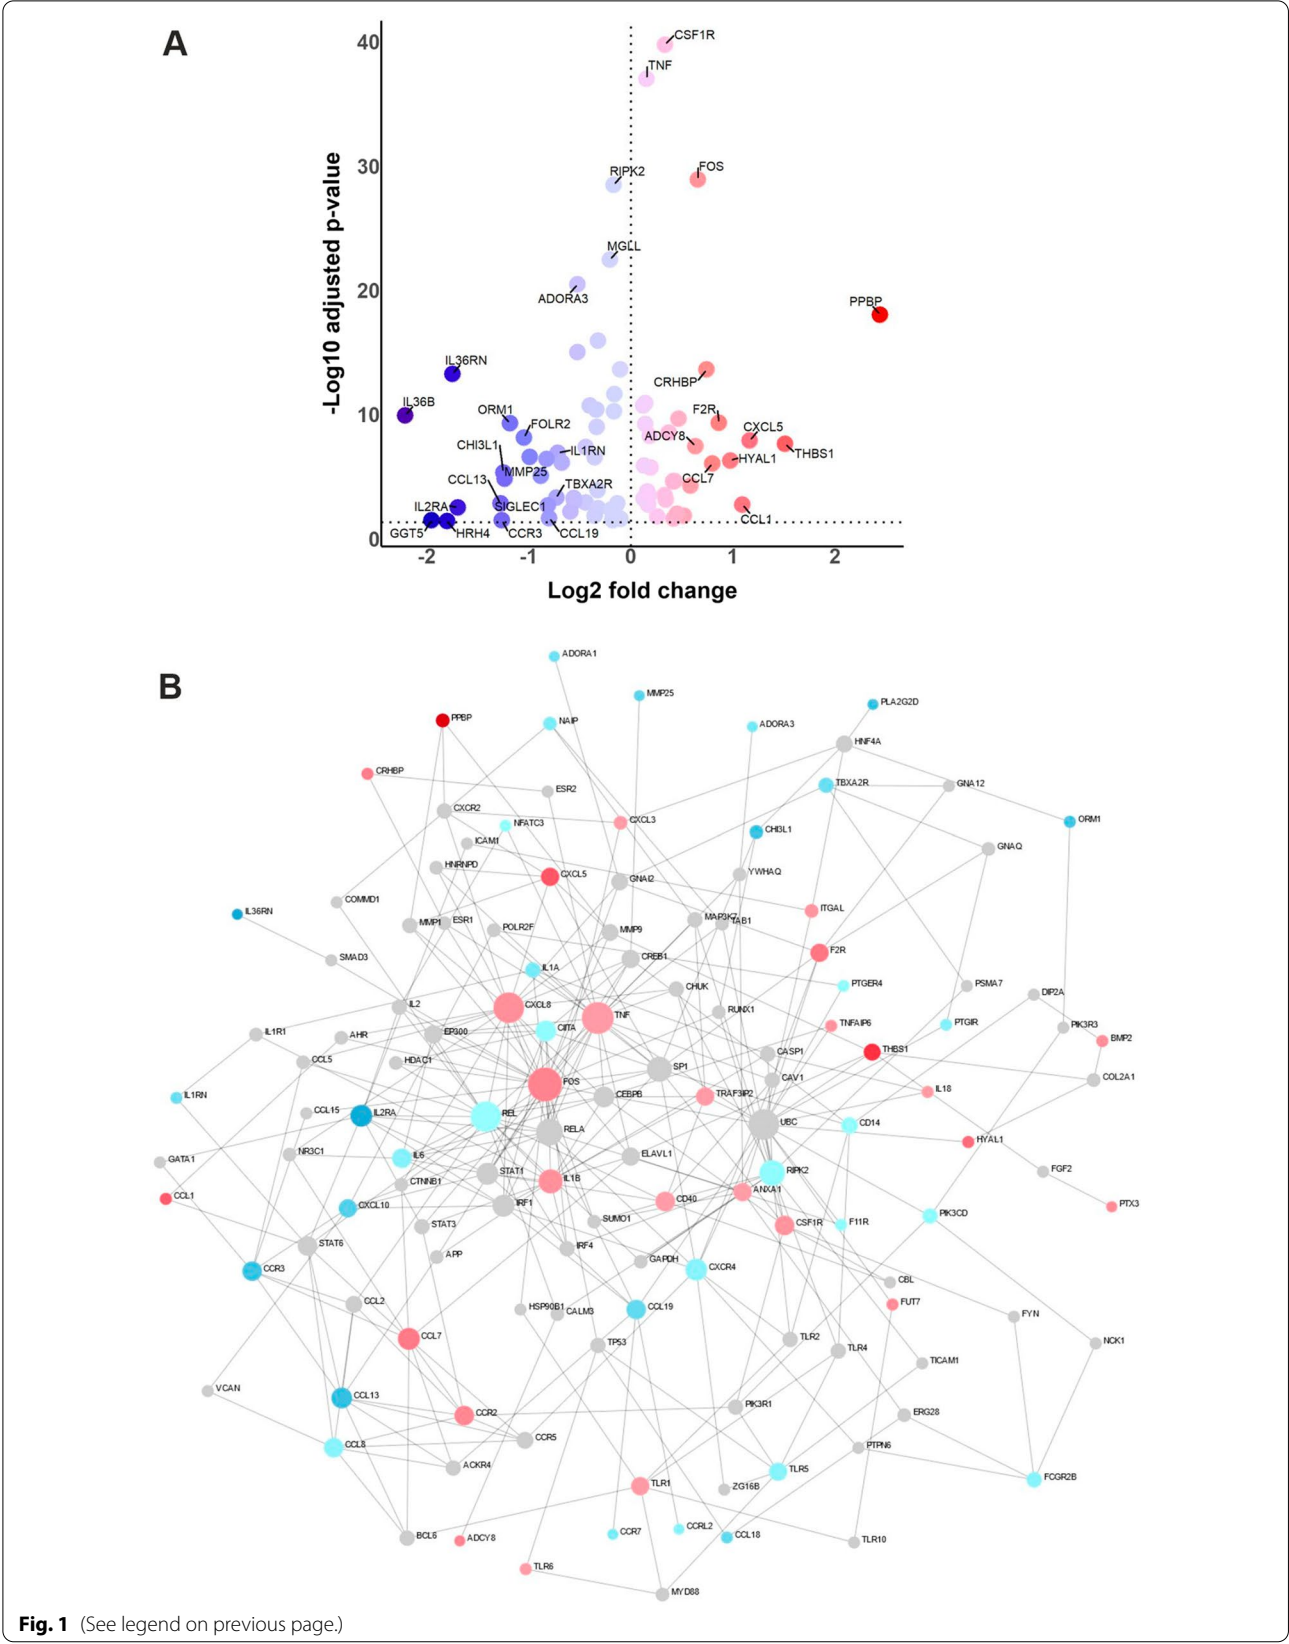 A
40
30
20
10
0
-Log10 adjusted p-value
CSF1R
TNF
RIPK2
FOS
MGLL
ADORA3
PPBP
IL36RN
CRHBP
IL36B
ORM1
FOLR2
F2R
CXCL5
ADCY8
CHI3L1
IL1RN
THBS1
HYAL1
MMP25
CCL7
CCL13
TBXA2R
IL2RA
SIGLEC1
CCL1
GGT5
HRH4
CCR3
CCL19
-2
-1
0
1
2
Log2 fold change
B
ADORA1
MMP25
PLA2G2D
PPBP
NAIP
ADORA3
HNF4A
CRHBP
ESR2
TBXA2R
GNA12
CXCR2
NFATC3
CXCL3
CHI3L1
ORM1
ICAM1
GNAQ
HNRNPD
CXCL5
GNAI2
YWHAQ
COMMD1
IL36RN
ITGAL
MMP1
ESR1
POLR2F
MMP9
MAP3K7
TAB1
SMAD3
CREB1
F2R
IL1A
CHUK
PTGER4
PSMA7
DIP2A
IL2
CXCL8
TNF
RUNX1
TNFAIP6
PTGIR
PIK3R3
IL1R1
AHR
EP300
CIITA
BMP2
CCL5
HDAC1
SP1
CASP1
THBS1
FOS
CAV1
COL2A1
IL1RN
CEBPB
TRAF3IP2
IL18
CCL15
IL2RA
REL
RELA
UBC
CD14
HYAL1
GATA1
NR3C1
IL6
ELAVL1
STAT1
RIPK2
FGF2
CCL1
CTNNB1
IL1B
ANXA1
CXCL10
IRF1
CD40
PTX3
STAT3
SUMO1
CSF1R
F11R
PIK3CD
STAT6
APP
IRF4
GAPDH
CXCR4
CCR3
CBL
CCL2
HSP90B1
CALM3
CCL19
FUT7
FYN
CCL7
TP53
TLR2
TLR4
NCK1
TICAM1
VCAN
CCL13
CCR2
PIK3R1
ERG28
CCL8
CCR5
PTPN6
ACKR4
TLR1
ZG16B
TLR5
FCGR2B
BCL6
ADCY8
CCR7
CCRL2
CCL18
TLR10
TLR6
MYD88
Fig. 1 (See legend on previous page.)